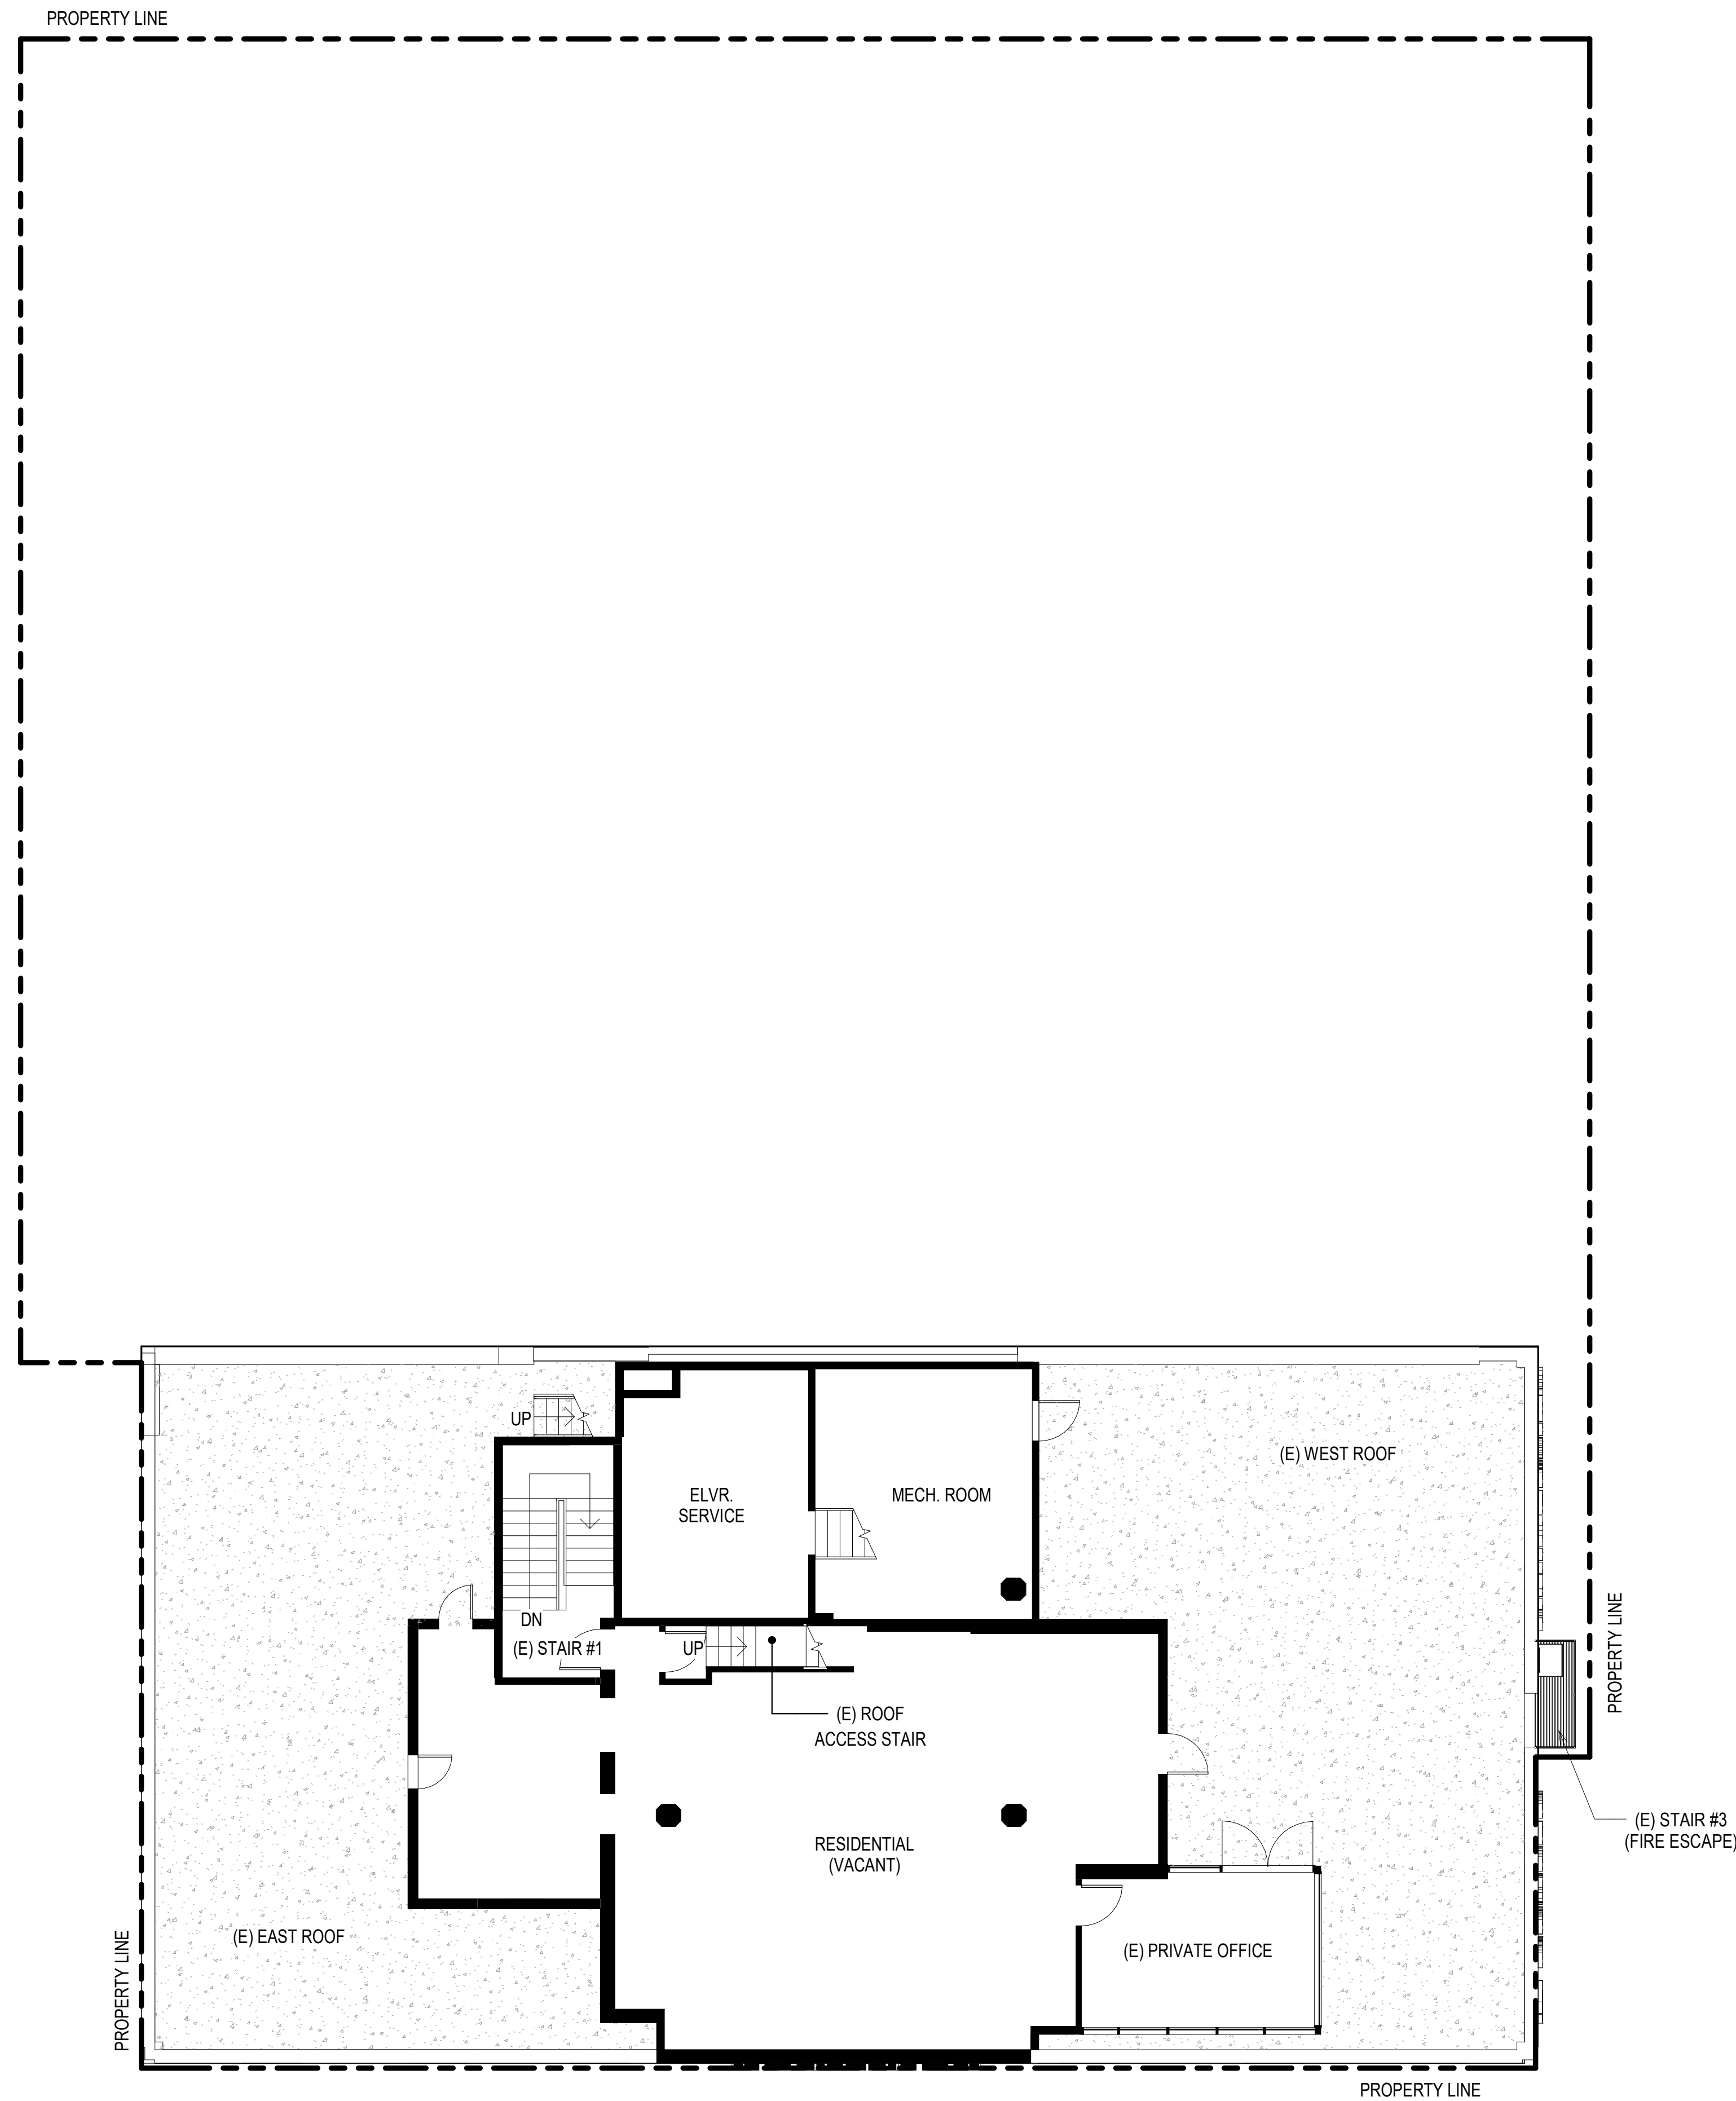 PROPERTY LINE
(E) WEST ROOF
UP
ELVR.
SERVICE
MECH. ROOM
DN
(E) STAIR #1
UP
PROPERTY LINE
(E) ROOF
ACCESS STAIR
(E) STAIR #3
(FIRE ESCAPE)
RESIDENTIAL
(VACANT)
(E) EAST ROOF
(E) PRIVATE OFFICE
PROPERTY LINE
PROPERTY LINE